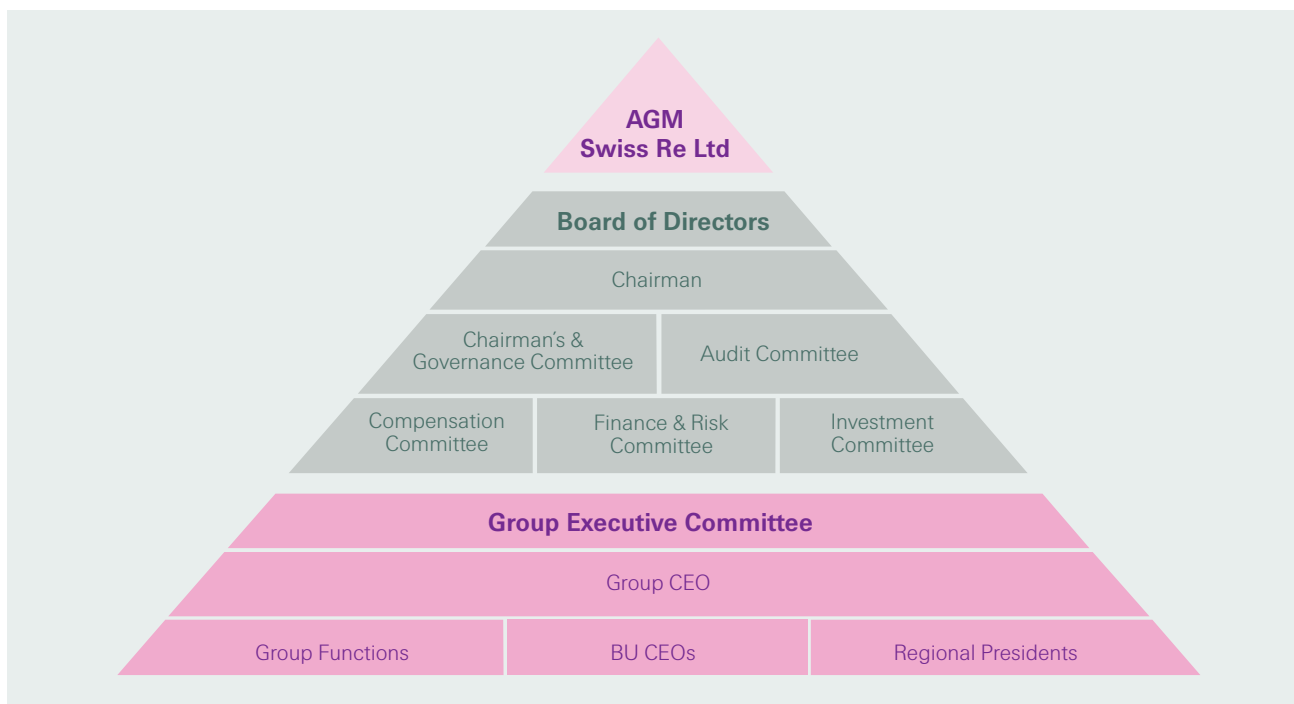 AGM
Swiss Re Ltd
Board of Directors
Chairman
Chairman's &
Governance Committee
Audit Committee
Compensation
Committee
Finance & Risk
Committee
Investment
Committee
Group Executive Committee
Group CEO
Group Functions
BU CEOs
Regional Presidents